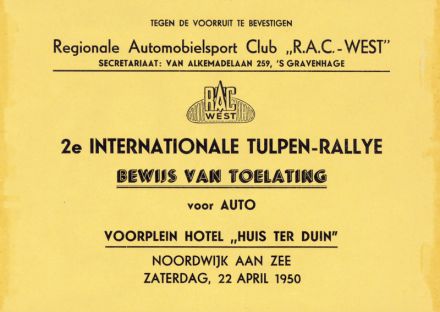 TEGEN DE VOORRUIT TE BEVESTIGEN
Regionale Automobielsport Club „R.A.C.-WEST"
SECRETARIAAT: VAN ALKEMADELAAN 259, 'S GRAVENHAGE
RAC
WEST
2e INTERNATIONALE TULPEN-RALLYE
BEWIJS VAN TOELATING
voor AUTO
VOORPLEIN HOTEL „HUIS TER DUIN"
NOORDWIJK AAN ZEE
ZATERDAG, 22 APRIL 1950